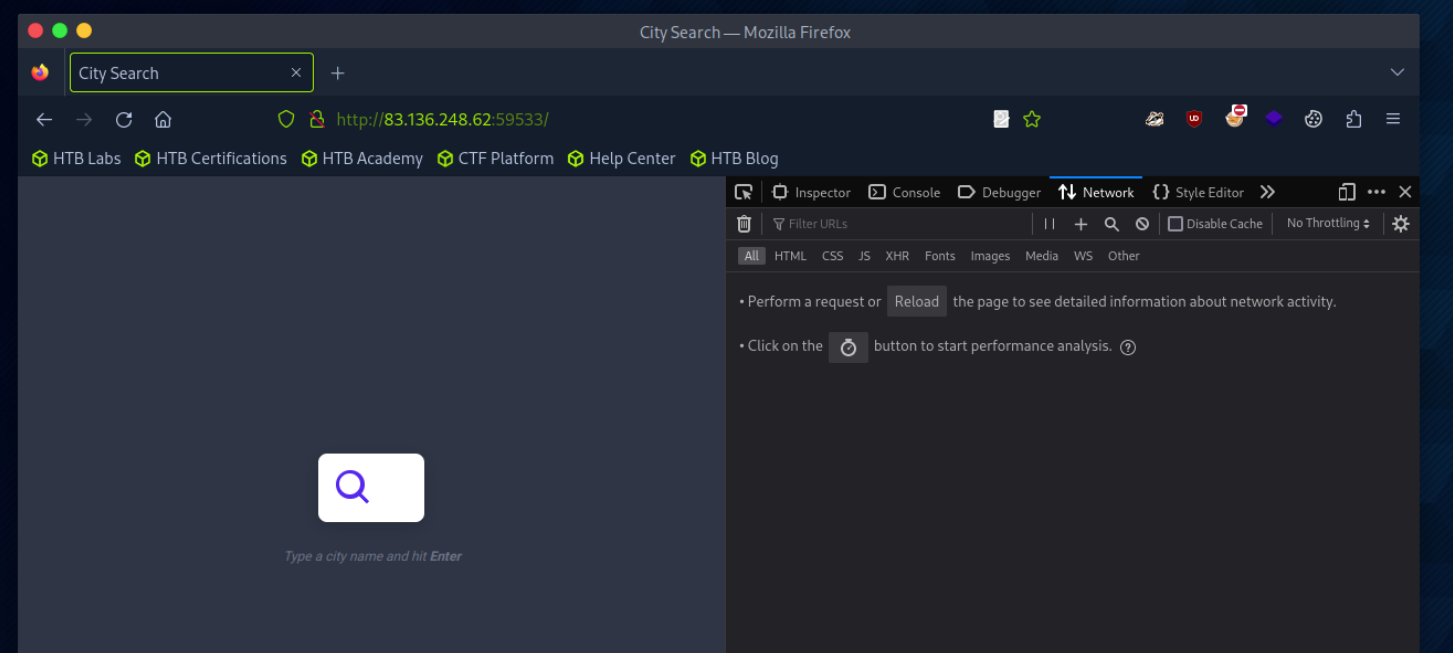 City Search — Mozilla Firefox
City Search
http://83.136.248.62:59533/
HTB Labs HTB Certifications HTB Academy CTF Platform Help Center HTB Blog
Inspector Console Debugger Network Style Editor
Filter URLs Disable Cache No Throttling
All HTML CSS JS XHR Fonts Images Media WS Other
• Perform a request or Reload the page to see detailed information about network activity.
• Click on the button to start performance analysis.
Type a city name and hit Enter